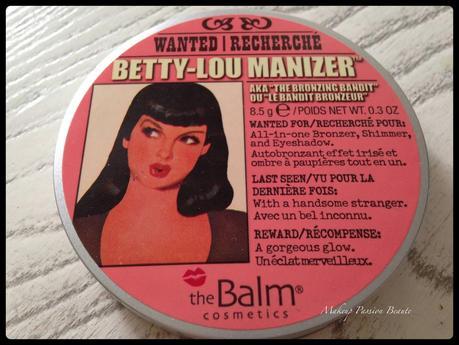 WANTED | RECHERCHÉ
BETTY-LOU MANIZER™
AKA "THE BRONZING BANDIT"
OU "LE BANDIT BRONZEUR"
8.5 g ℮ / POIDS NET WT. 0.3 OZ
WANTED FOR/RECHERCHÉ POUR:
All-in-one Bronzer, Shimmer,
and Eyeshadow.
Autobronzant effet irisé et
ombre à paupières tout en un.
LAST SEEN/VU POUR LA
DERNIÈRE FOIS:
With a handsome stranger.
Avec un bel inconnu.
REWARD/RÉCOMPENSE:
A gorgeous glow.
Un éclat merveilleux.
theBalm®
cosmetics
Makeup Passion Beaute